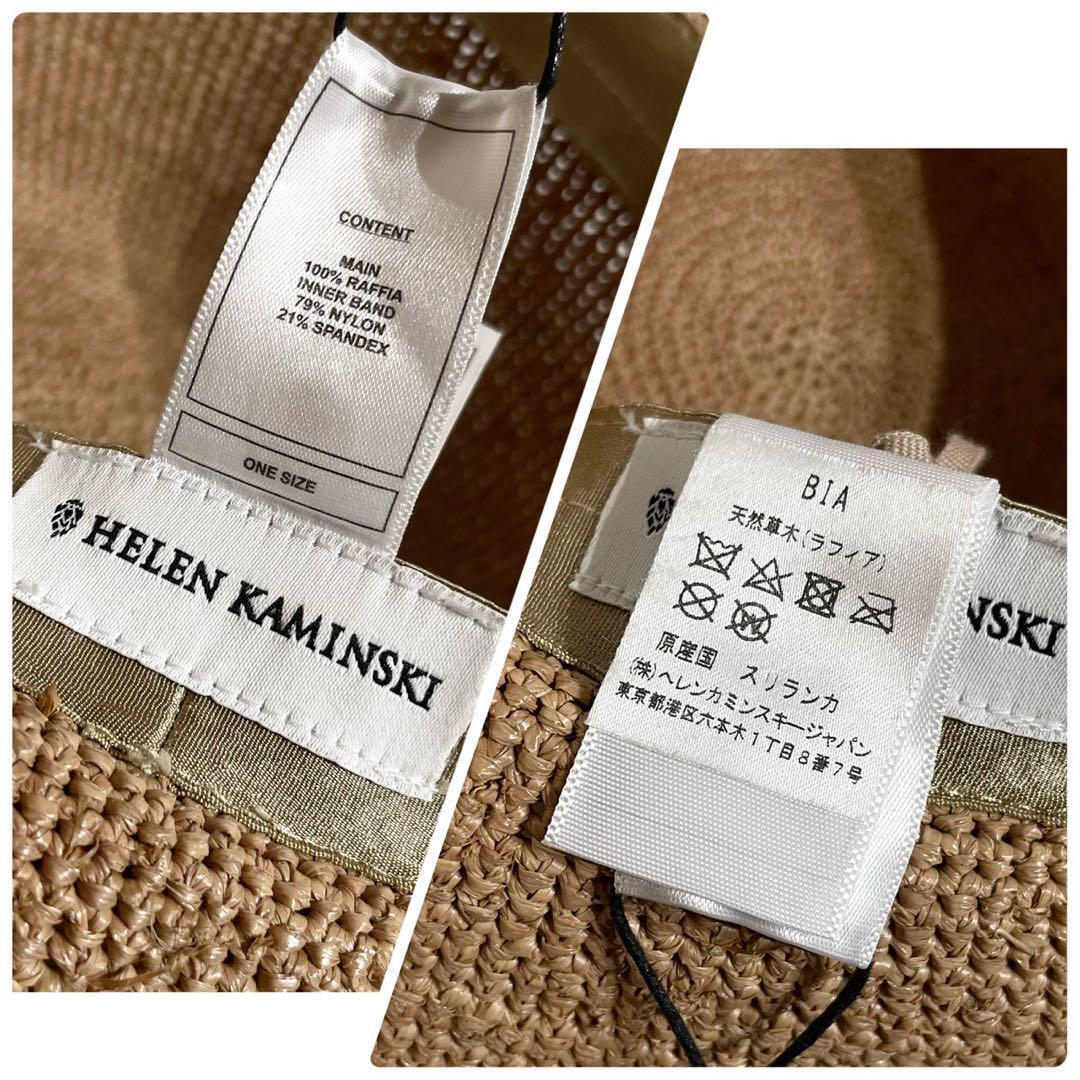 CONTENT
MAIN
100% RAFFIA
INNER BAND
79% NYLON
21% SPANDEX
ONE SIZE
HELEN KAMINSKI
BIA
天然草木(ラフィア)
原産国 スリランカ
(株)ヘレンカミンスキージャパン
東京都港区六本木1丁目8番7号
NSKI